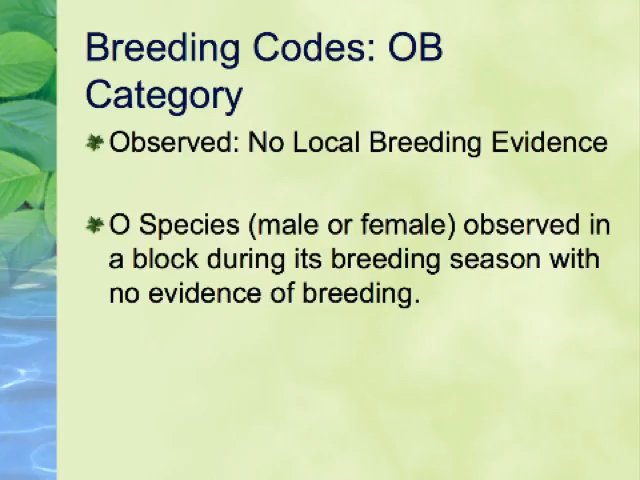 Breeding Codes: OB
Category
Observed: No Local Breeding Evidence
O Species (male or female) observed in
a block during its breeding season with
no evidence of breeding.